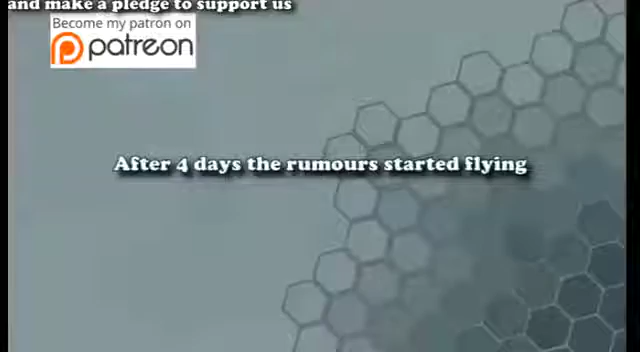 and make a pledge to support us
Become my patron on
patreon
After 4 days the rumours started flying